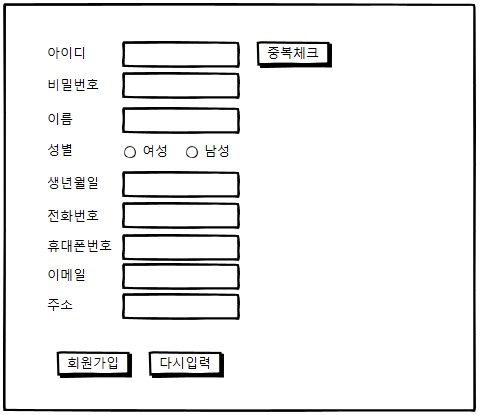 아이디 중복체크
비밀번호
이름
성별 여성 남성
생년월일
전화번호
휴대폰번호
이메일
주소
회원가입 다시입력